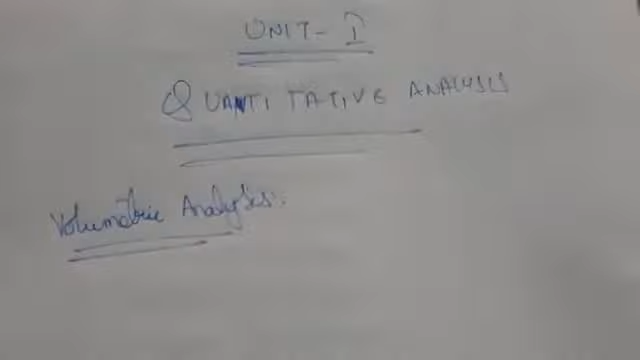 UNIT - I
QUANTITATIVE ANALYSIS
Volumetric Analysis:-